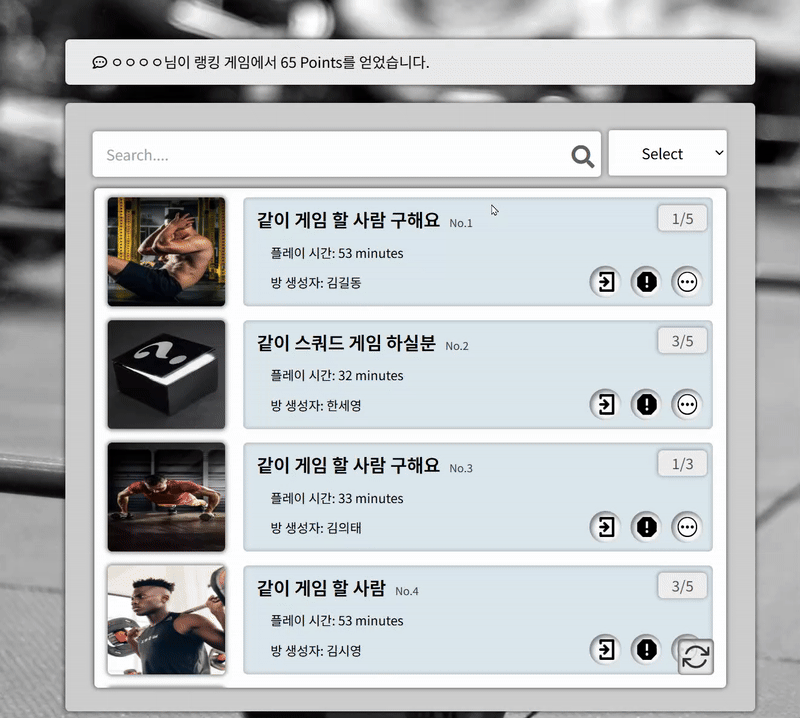 ㅇㅇㅇㅇ님이 랭킹 게임에서 65 Points를 얻었습니다.
Search....
Select
같이 게임 할 사람 구해요 No.1
1/5
플레이 시간: 53 minutes
방 생성자: 김길동
같이 스쿼드 게임 하실분 No.2
3/5
플레이 시간: 32 minutes
방 생성자: 한세영
같이 게임 할 사람 구해요 No.3
1/3
플레이 시간: 33 minutes
방 생성자: 김의태
같이 게임 할 사람 No.4
3/5
플레이 시간: 53 minutes
방 생성자: 김시영